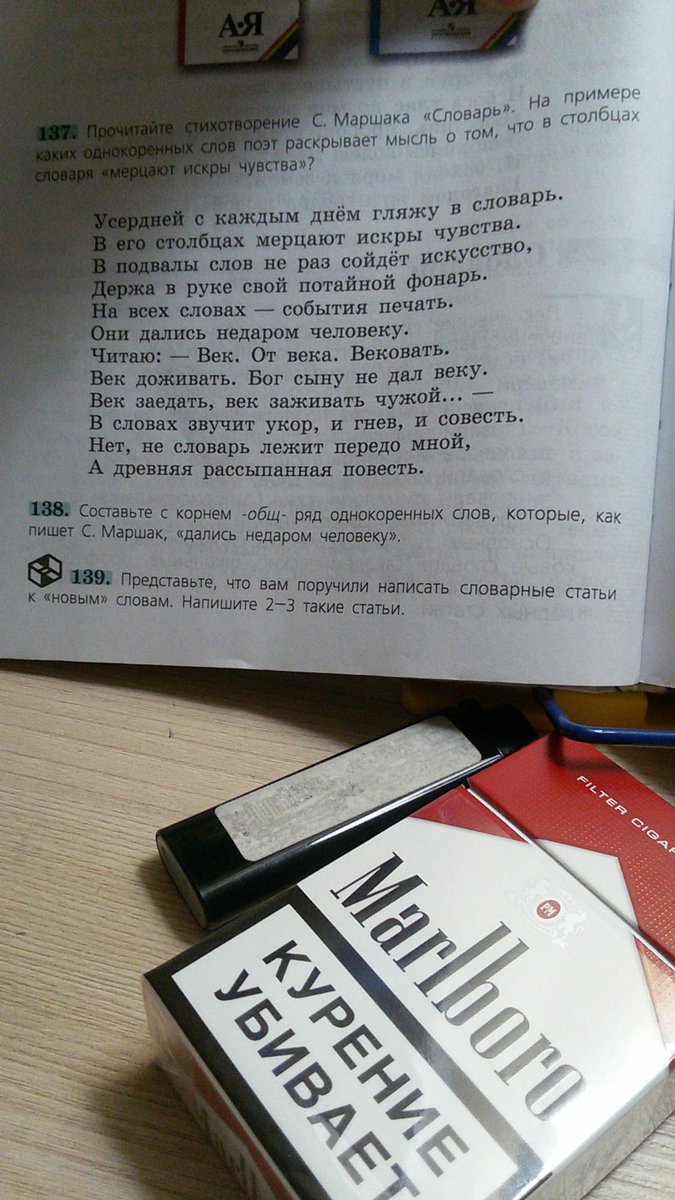 А•Я
А•Я
137. Прочитайте стихотворение С. Маршака «Словарь». На примере
каких однокоренных слов поэт раскрывает мысль о том, что в столбцах
словаря «мерцают искры чувства»?
Усердней с каждым днём гляжу в словарь.
В его столбцах мерцают искры чувства.
В подвалы слов не раз сойдёт искусство,
Держа в руке свой потайной фонарь.
На всех словах — события печать.
Они дались недаром человеку.
Читаю: — Век. От века. Вековать.
Век доживать. Бог сыну не дал веку.
Век заедать, век заживать чужой... —
В словах звучит укор, и гнев, и совесть.
Нет, не словарь лежит передо мной,
А древняя рассыпанная повесть.
138. Составьте с корнем -общ- ряд однокоренных слов, которые, как
пишет С. Маршак, «дались недаром человеку».
139. Представьте, что вам поручили написать словарные статьи
к «новым» словам. Напишите 2—3 такие статьи.
FILTER CIGAR
PM
Marlboro
КУРЕНИЕ
УБИВАЕТ